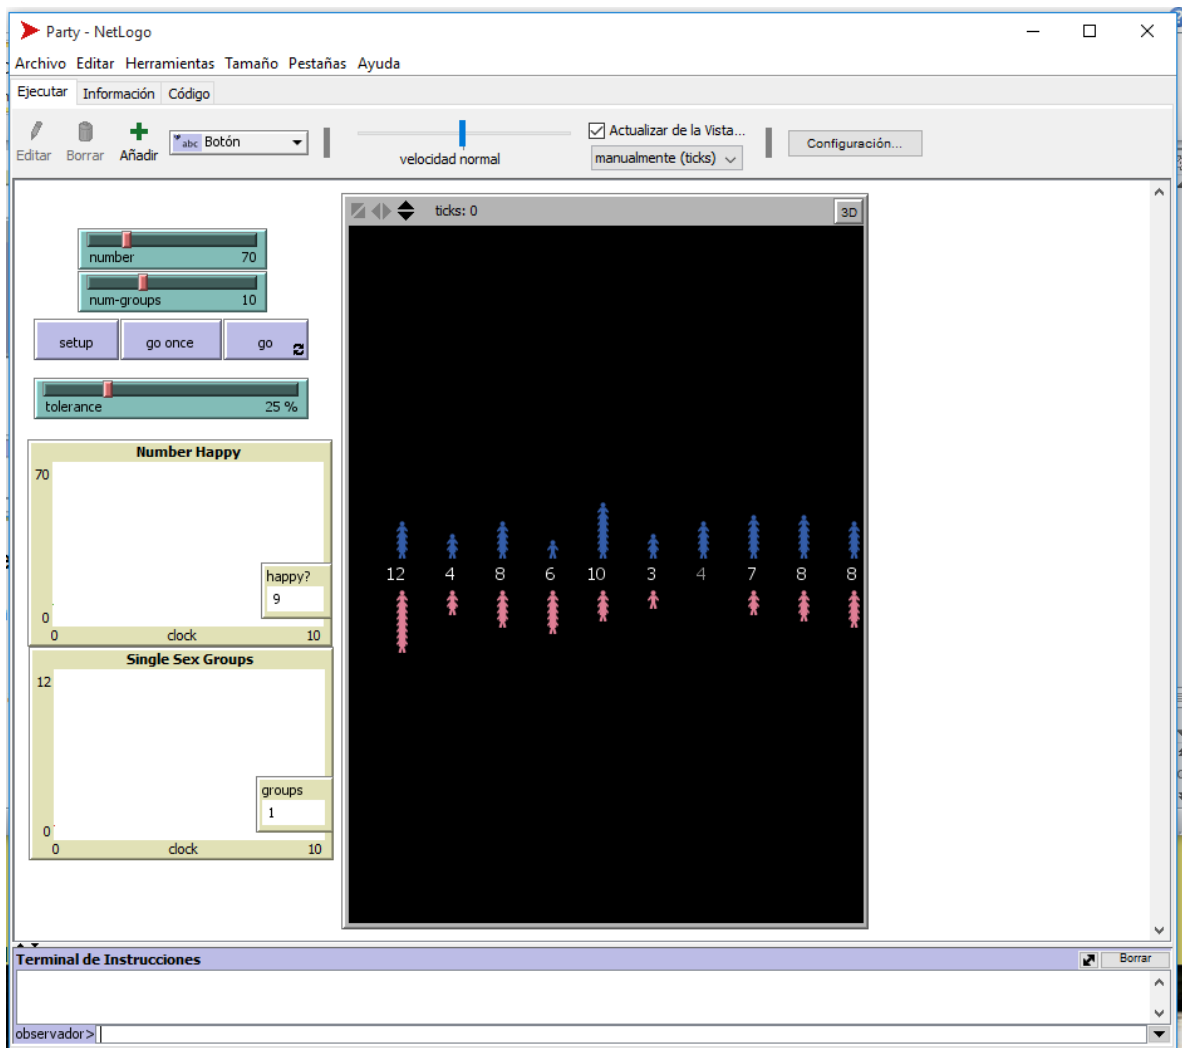 Party - NetLogo
Archivo Editar Herramientas Tamaño Pestañas Ayuda
Ejecutar Información Código
Editar Borrar Añadir abc Botón velocidad normal Actualizar de la Vista... manualmente (ticks) Configuración...
ticks: 0 3D
number 70
num-groups 10
setup go once go
tolerance 25 %
Number Happy
70
happy?
9
0
0 clock 10
Single Sex Groups
12
groups
1
0
0 clock 10
12 4 8 6 10 3 4 7 8 8
Terminal de Instrucciones Borrar
observador>